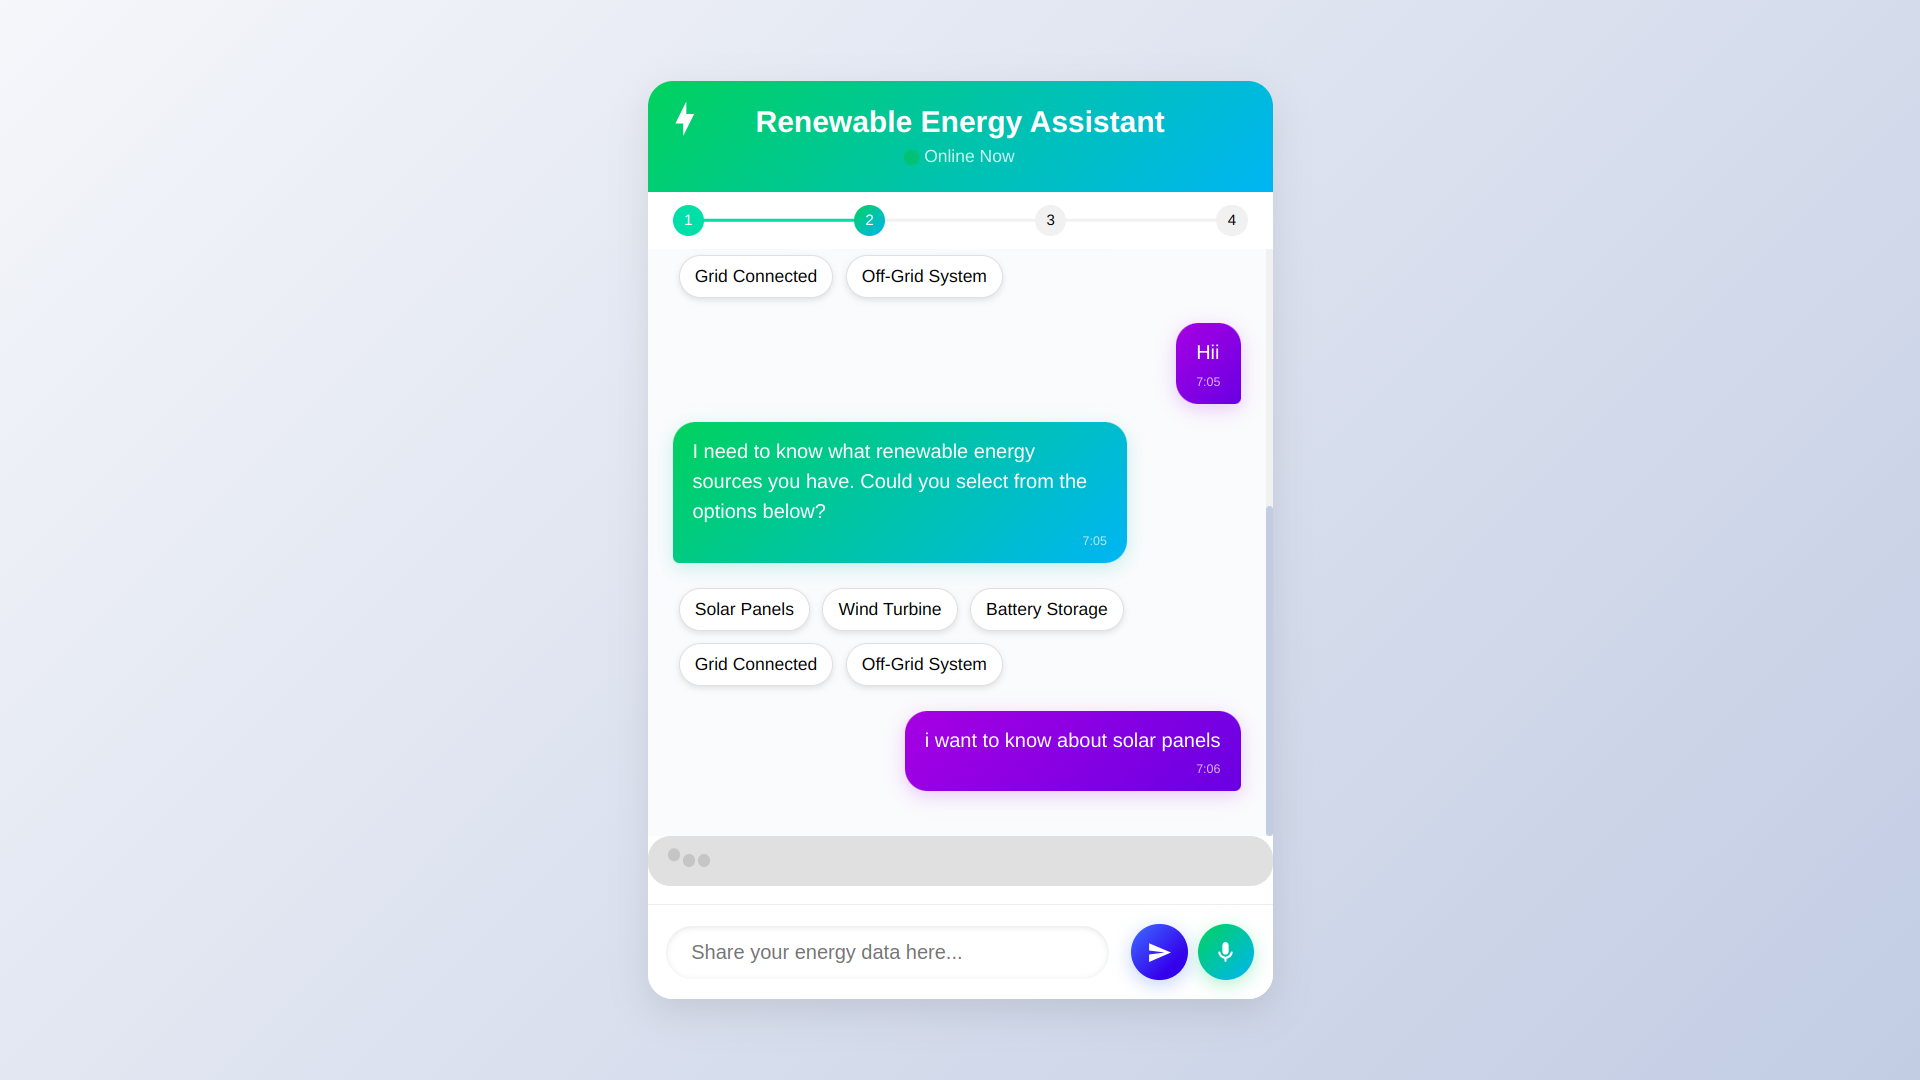 Renewable Energy Assistant
Online Now
1 2 3 4
Grid Connected Off-Grid System
Hii
7:05
I need to know what renewable energy
sources you have. Could you select from the
options below?
7:05
Solar Panels Wind Turbine Battery Storage
Grid Connected Off-Grid System
i want to know about solar panels
7:06
Share your energy data here...